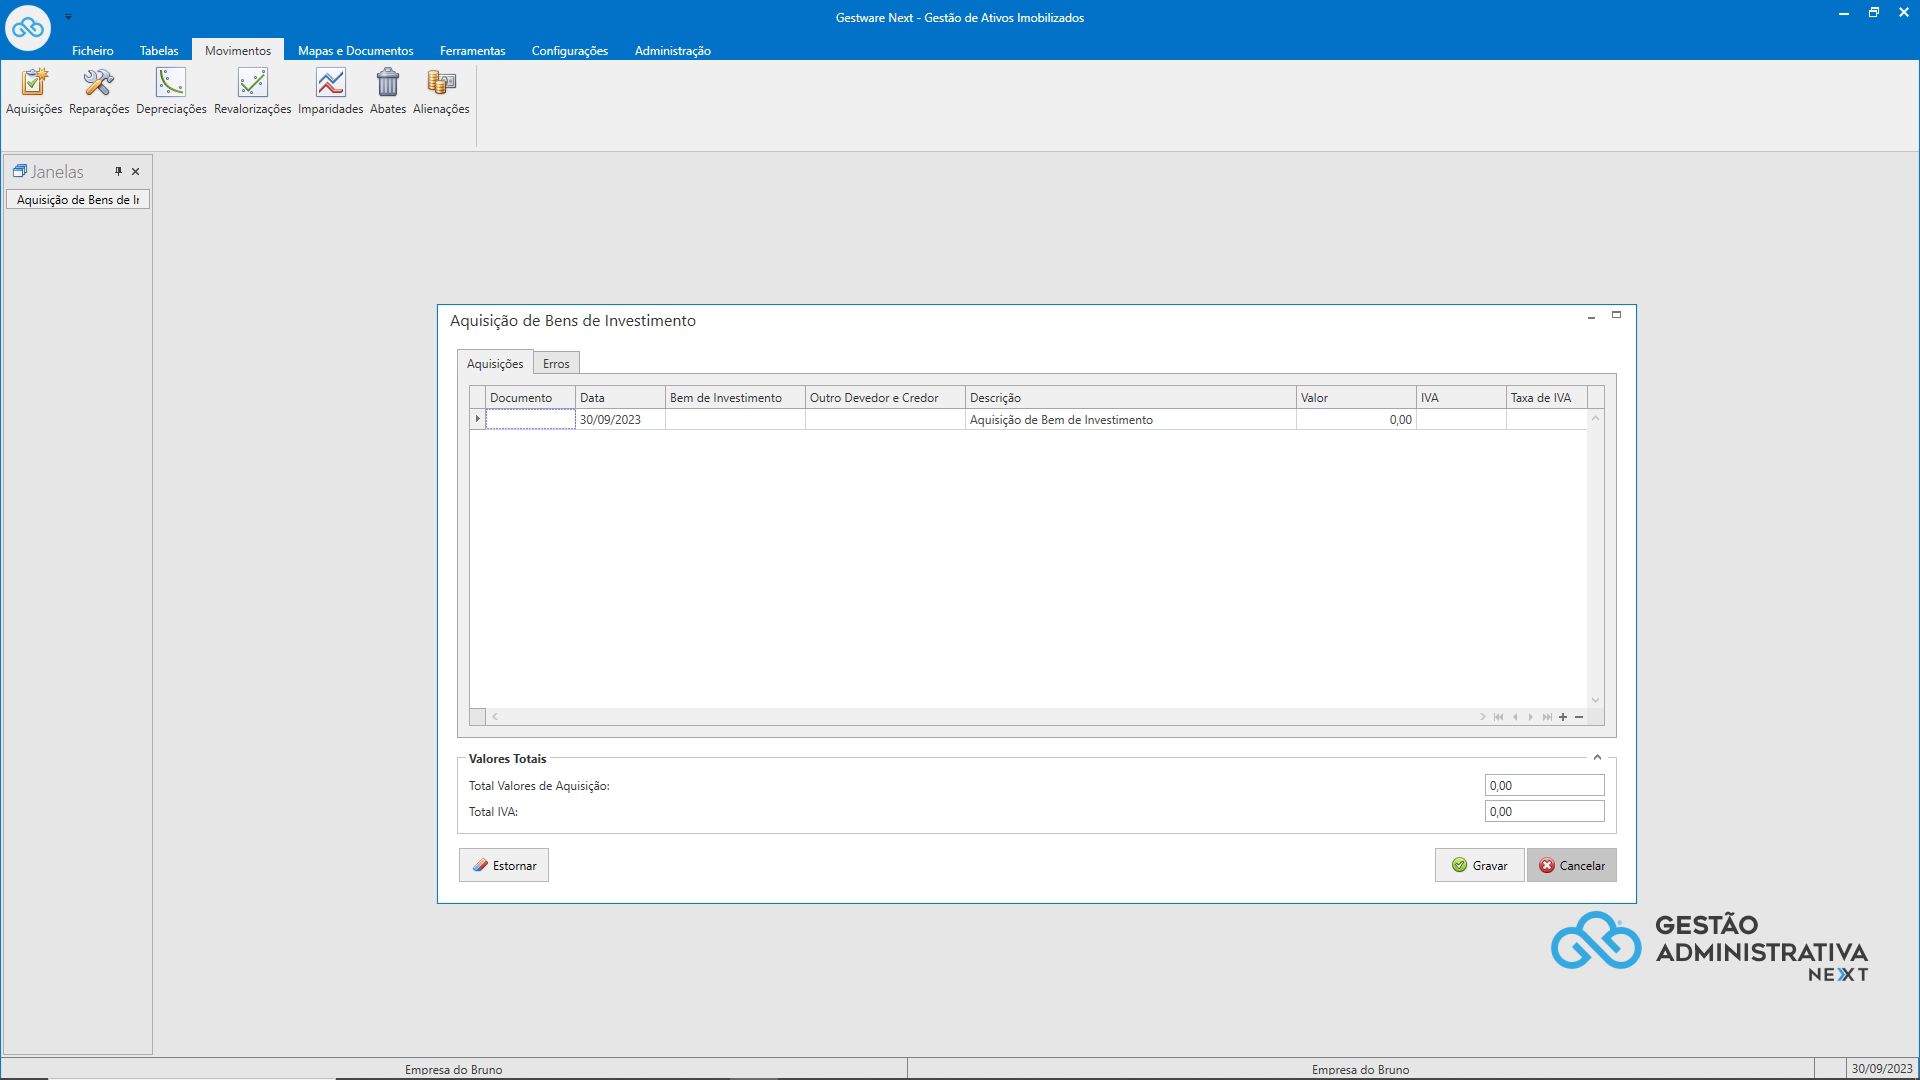 Gestware Next - Gestão de Ativos Imobilizados
Ficheiro Tabelas Movimentos Mapas e Documentos Ferramentas Configurações Administração
Aquisições Reparações Depreciações Revalorizações Imparidades Abates Alienações
Janelas
Aquisição de Bens de Ir
Aquisição de Bens de Investimento
Aquisições Erros
Documento Data Bem de Investimento Outro Devedor e Credor Descrição Valor IVA Taxa de IVA
30/09/2023 Aquisição de Bem de Investimento 0,00
Valores Totais
Total Valores de Aquisição: 0,00
Total IVA: 0,00
Estornar Gravar Cancelar
GESTÃO
ADMINISTRATIVA
NEXT
Empresa do Bruno Empresa do Bruno 30/09/2023